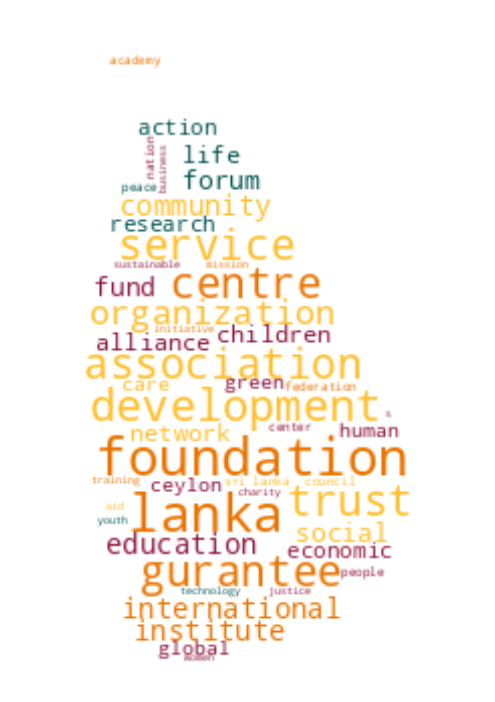 academy
action
nation
business
life
peace
forum
community
research
service
sustainable mission
fund centre
organization
initiative
alliance children
association
care green federation
development s
network center human
foundation
training ceylon sri lanka council
charity
aid lanka trust
youth
social
education economic
gurantee people
technology justice
international
institute
global
women